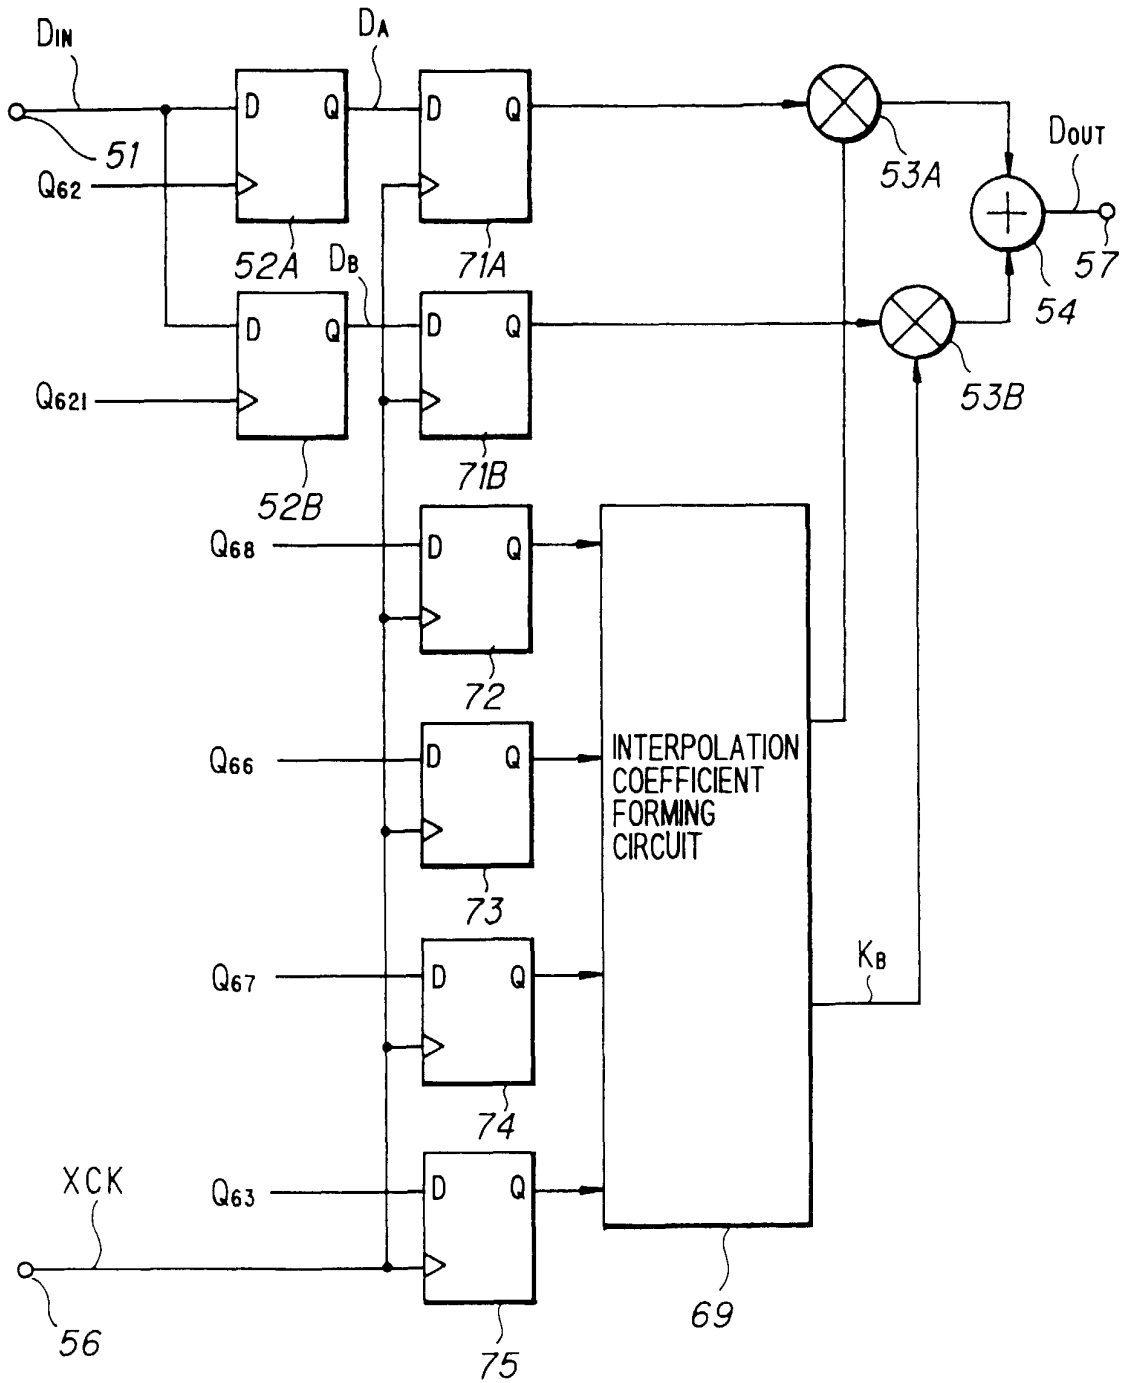 DIN
DA
D Q
D Q
51
Q62
53A
DOUT
52A
71A
57
DB
54
D Q
D Q
Q621
53B
52B
71B
Q68
D Q
72
Q66
D Q
INTERPOLATION
COEFFICIENT
FORMING
CIRCUIT
73
KB
Q67
D Q
74
XCK
Q63
D Q
69
56
75